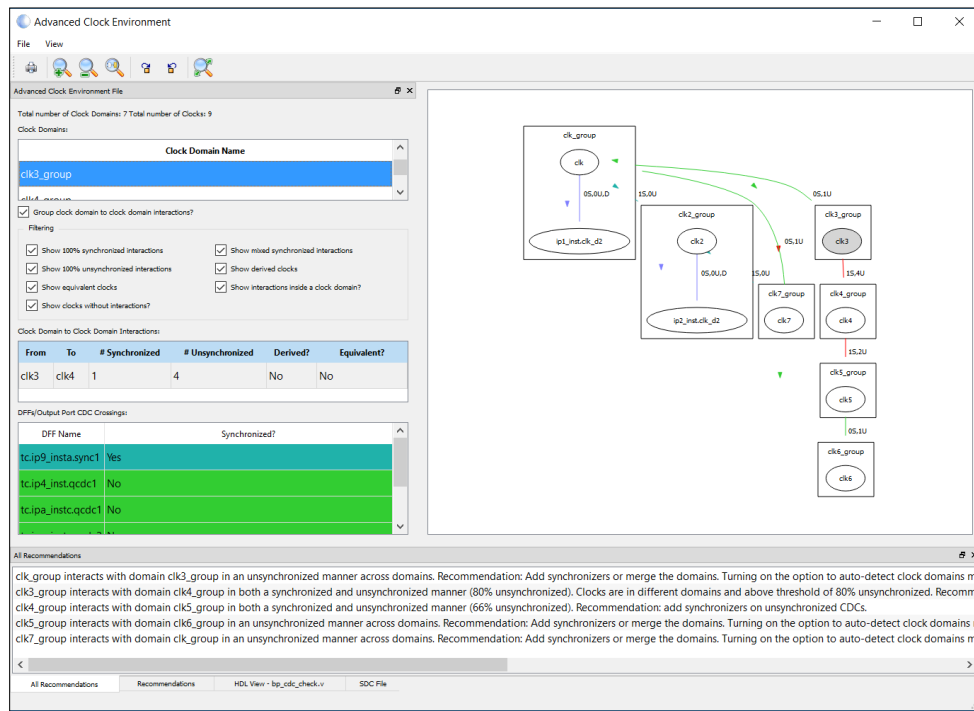 Advanced Clock Environment
File View
Advanced Clock Environment File
Total number of Clock Domains: 7 Total number of Clocks: 9
Clock Domains:
Clock Domain Name
clk3_group
clk4_group
Group clock domain to clock domain interactions?
Filtering
Show 100% synchronized interactions
Show mixed synchronized interactions
Show 100% unsynchronized interactions
Show derived clocks
Show equivalent clocks
Show interactions inside a clock domain?
Show clocks without interactions?
Clock Domain to Clock Domain Interactions:
From To # Synchronized # Unsynchronized Derived? Equivalent?
clk3 clk4 1 4 No No
DFFs/Output Port CDC Crossings:
DFF Name Synchronized?
tc.ip9_insta.sync1 Yes
tc.ip4_inst.qcdc1 No
tc.ipa_instc.qcdc1 No
clk_group
clk
0S,0U,D
1S,0U
0S,1U
ip1_inst.clk_d2
clk2_group
clk2
0S,0U,D
1S,0U
ip2_inst.clk_d2
0S,1U
clk7_group
clk7
clk3_group
clk3
1S,4U
clk4_group
clk4
1S,2U
clk5_group
clk5
0S,1U
clk6_group
clk6
All Recommendations
clk_group interacts with domain clk3_group in an unsynchronized manner across domains. Recommendation: Add synchronizers or merge the domains. Turning on the option to auto-detect clock domains m
clk3_group interacts with domain clk4_group in both a synchronized and unsynchronized manner (80% unsynchronized). Clocks are in different domains and above threshold of 80% unsynchronized. Recomm
clk4_group interacts with domain clk5_group in both a synchronized and unsynchronized manner (66% unsynchronized). Recommendation: add synchronizers on unsynchronized CDCs.
clk5_group interacts with domain clk6_group in an unsynchronized manner across domains. Recommendation: Add synchronizers or merge the domains. Turning on the option to auto-detect clock domains
clk7_group interacts with domain clk_group in an unsynchronized manner across domains. Recommendation: Add synchronizers or merge the domains. Turning on the option to auto-detect clock domains m
All Recommendations Recommendations HDL View - bp_cdc_check.v SDC File